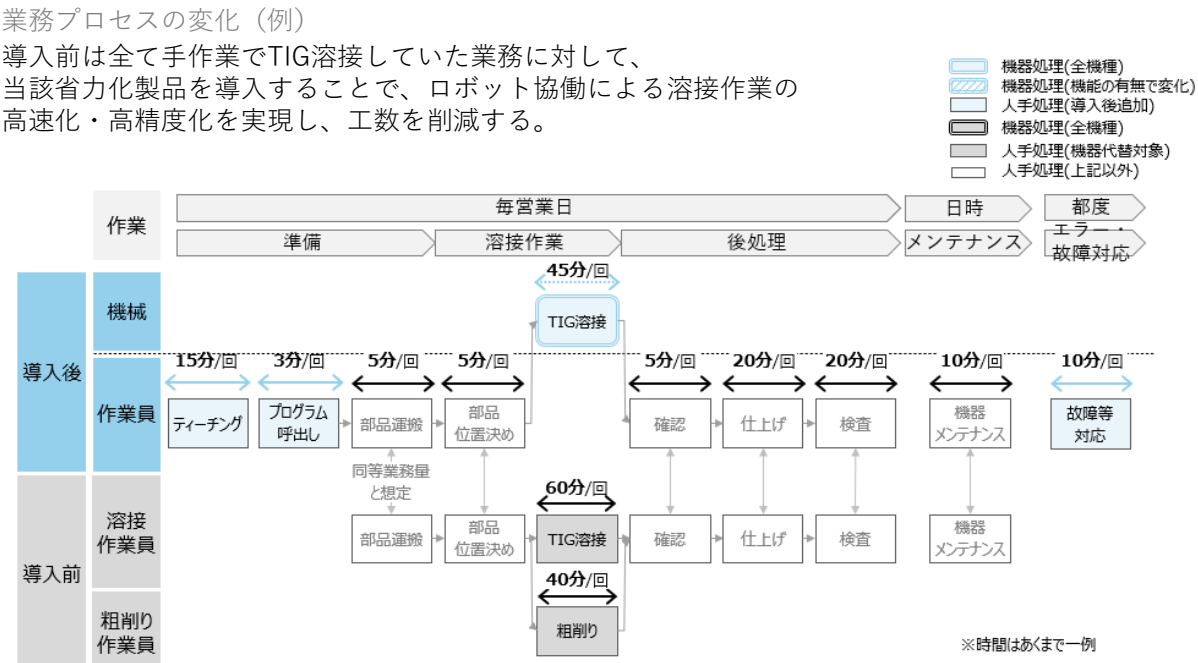 業務プロセスの変化（例）
導入前は全て手作業でTIG溶接していた業務に対して、
当該省力化製品を導入することで、ロボット協働による溶接作業の
高速化・高精度化を実現し、工数を削減する。
機器処理(全機種)
機器処理(機能の有無で変化)
人手処理(導入後追加)
機器処理(全機種)
人手処理(機器代替対象)
人手処理(上記以外)
作業
毎営業日
日時
都度
準備
溶接作業
後処理
メンテナンス
エラー・
故障対応
導入後
機械
45分/回
TIG溶接
作業員
15分/回
3分/回
5分/回
5分/回
5分/回
20分/回
20分/回
10分/回
10分/回
ティーチング
プログラム
呼出し
部品運搬
部品
位置決め
確認
仕上げ
検査
機器
メンテナンス
故障等
対応
同等業務量
と想定
導入前
溶接
作業員
60分/回
部品運搬
部品
位置決め
TIG溶接
確認
仕上げ
検査
機器
メンテナンス
粗削り
作業員
40分/回
粗削り
※時間はあくまで一例